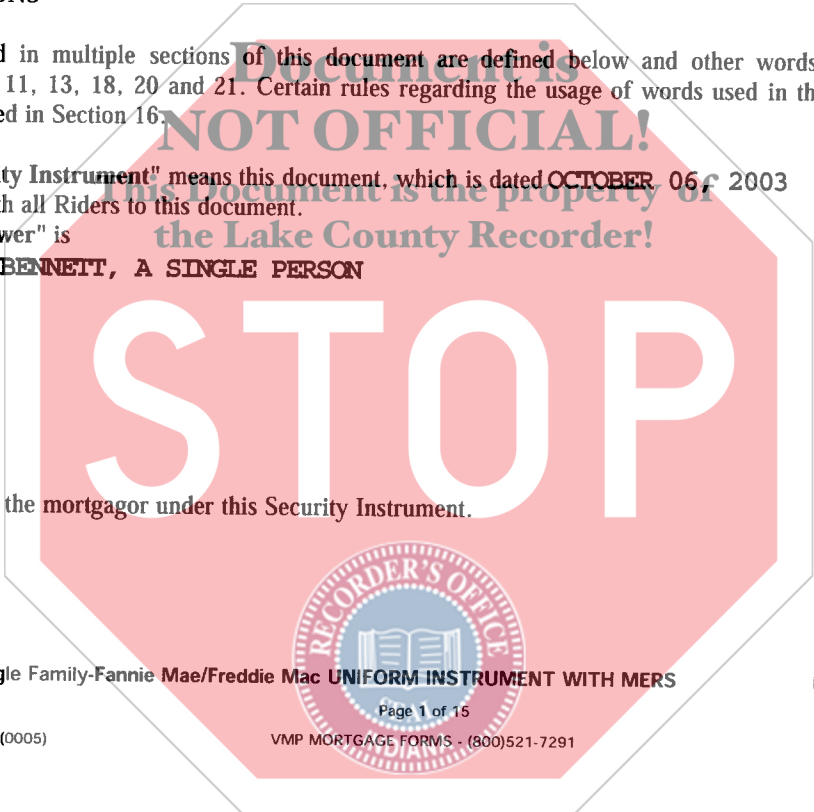 ONS
d in multiple sections of this document are defined below and other words
11, 13, 18, 20 and 21. Certain rules regarding the usage of words used in th
ed in Section 16.
Document is
NOT OFFICIAL!
This Document is the property of
the Lake County Recorder!
ity Instrument" means this document, which is dated OCTOBER 06, 2003
h all Riders to this document.
wer" is
BENNETT, A SINGLE PERSON
STOP
the mortgagor under this Security Instrument.
RECORDER'S OFFICE
SEAL
INDIANA
gle Family-Fannie Mae/Freddie Mac UNIFORM INSTRUMENT WITH MERS
Page 1 of 15
(0005)
VMP MORTGAGE FORMS - (800)521-7291